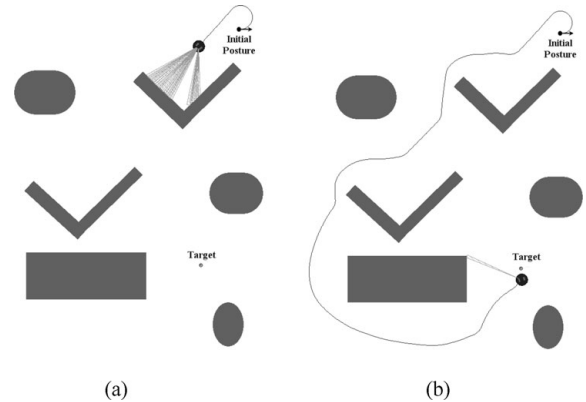 Initial
Posture
Initial
Posture
Target
Target
(a)
(b)